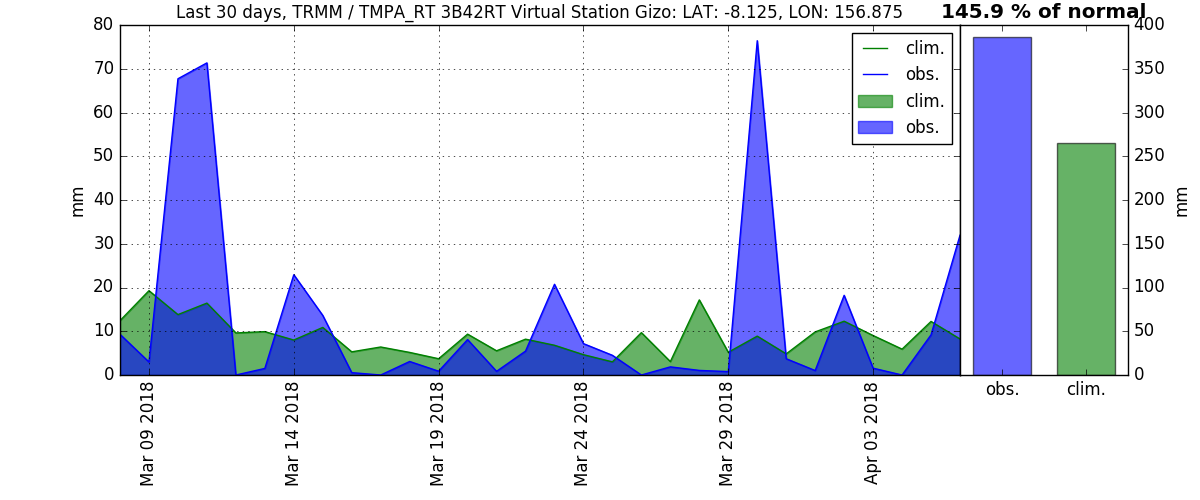 Last 30 days, TRMM / TMPA_RT 3B42RT Virtual Station Gizo: LAT: -8.125, LON: 156.875
145.9 % of normal
80
70
60
50
40
30
20
10
0
mm
clim.
obs.
clim.
obs.
400
350
300
250
200
150
100
50
0
mm
Mar 09 2018
Mar 14 2018
Mar 19 2018
Mar 24 2018
Mar 29 2018
Apr 03 2018
obs.
clim.